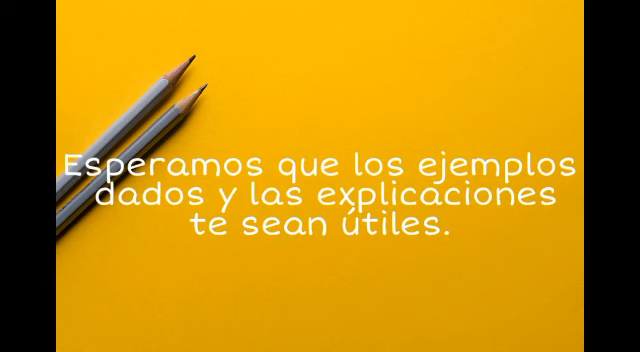 Esperamos que los ejemplos
dados y las explicaciones
te sean útiles.